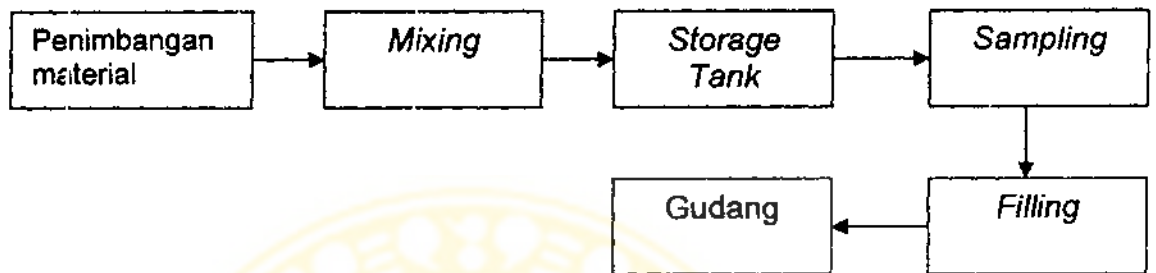 Penimbangan
material
Mixing
Storage
Tank
Sampling
Gudang
Filling